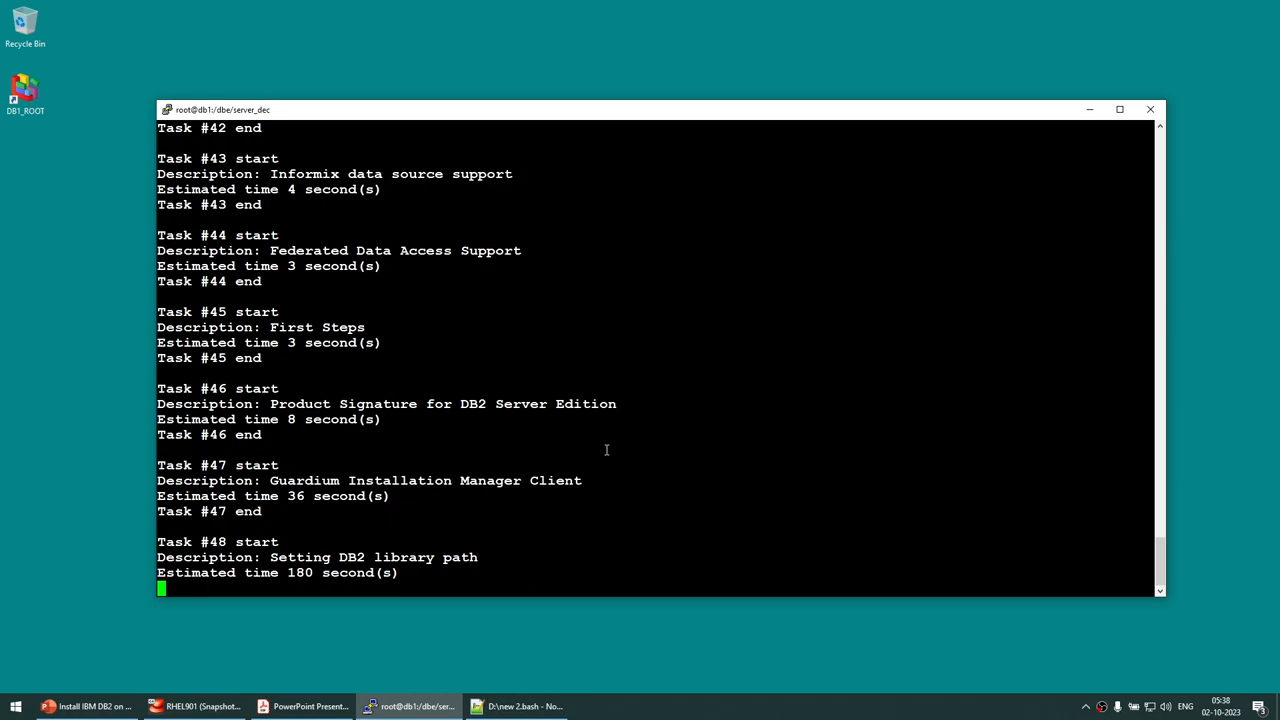 Recycle Bin
DB1_ROOT
root@db1:/dbe/server_dec
Task #42 end
Task #43 start
Description: Informix data source support
Estimated time 4 second(s)
Task #43 end
Task #44 start
Description: Federated Data Access Support
Estimated time 3 second(s)
Task #44 end
Task #45 start
Description: First Steps
Estimated time 3 second(s)
Task #45 end
Task #46 start
Description: Product Signature for DB2 Server Edition
Estimated time 8 second(s)
Task #46 end
Task #47 start
Description: Guardium Installation Manager Client
Estimated time 36 second(s)
Task #47 end
Task #48 start
Description: Setting DB2 library path
Estimated time 180 second(s)
Install IBM DB2 on ...
RHEL901 (Snapshot...
PowerPoint Present...
root@db1:/dbe/ser...
D:\new 2.bash - No...
ENG
05:38
02-10-2023